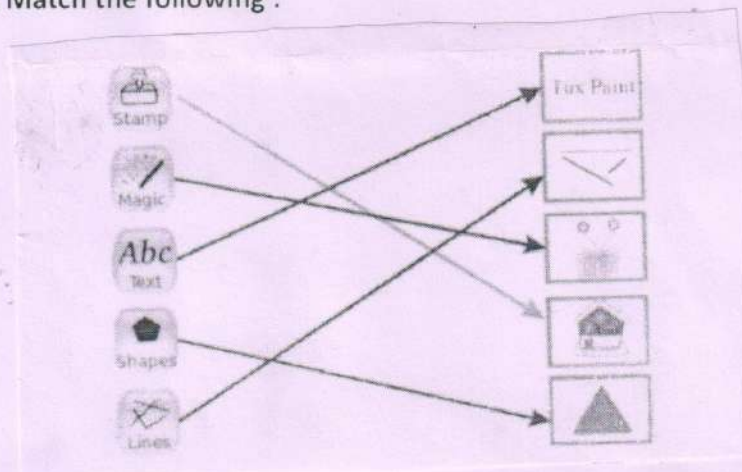 Match the following :
Tux Paint
Stamp
Magic
Abc
Text
Shapes
Lines